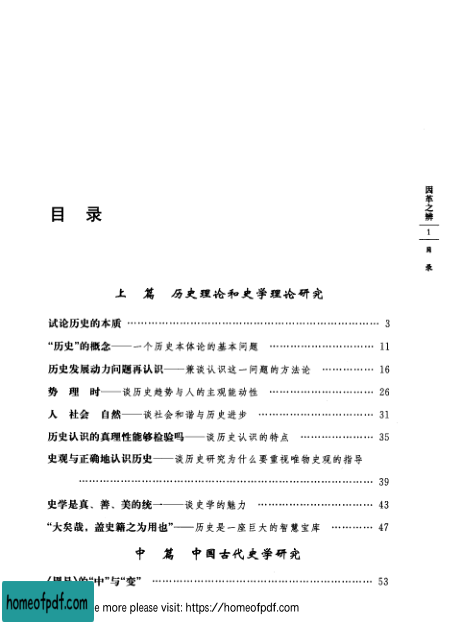 因革之辨
1
目
录
目 录
上 篇 历史理论和史学理论研究
试论历史的本质 …… 3
“历史”的概念——一个历史本体论的基本问题 …… 11
历史发展动力问题再认识——兼谈认识这一问题的方法论 …… 16
势 理 时——谈历史趋势与人的主观能动性 …… 26
人 社会 自然——谈社会和谐与历史进步 …… 31
历史认识的真理性能够检验吗——谈历史认识的特点 …… 35
史观与正确地认识历史——谈历史研究为什么要重视唯物史观的指导
…… 39
史学是真、善、美的统一——谈史学的魅力 …… 43
“大矣哉,盖史籍之为用也”——历史是一座巨大的智慧宝库 …… 47
中 篇 中国古代史学研究
的“中”与“变” …… 53
homeofpdf.com
e more please visit: https://homeofpdf.com